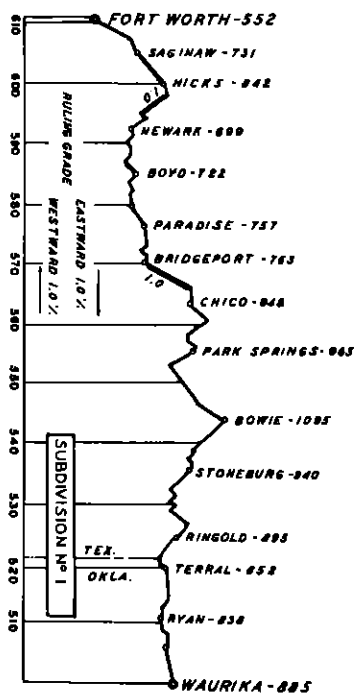 FORT WORTH-552
SAGINAW-731
HICKS-842
1.0
NEWARK-699
BOYD-722
PARADISE-757
BRIDGEPORT-763
1.0
CHICO-948
PARK SPRINGS-965
BOWIE-1095
STONEBURG-940
RINGOLD-895
TEX.
OKLA.
TERRAL-852
RYAN-838
WAURIKA-885
RULING GRADE
EASTWARD 1.0%
WESTWARD 1.0%
SUBDIVISION Nº 1
610
600
590
580
570
560
550
540
530
520
510